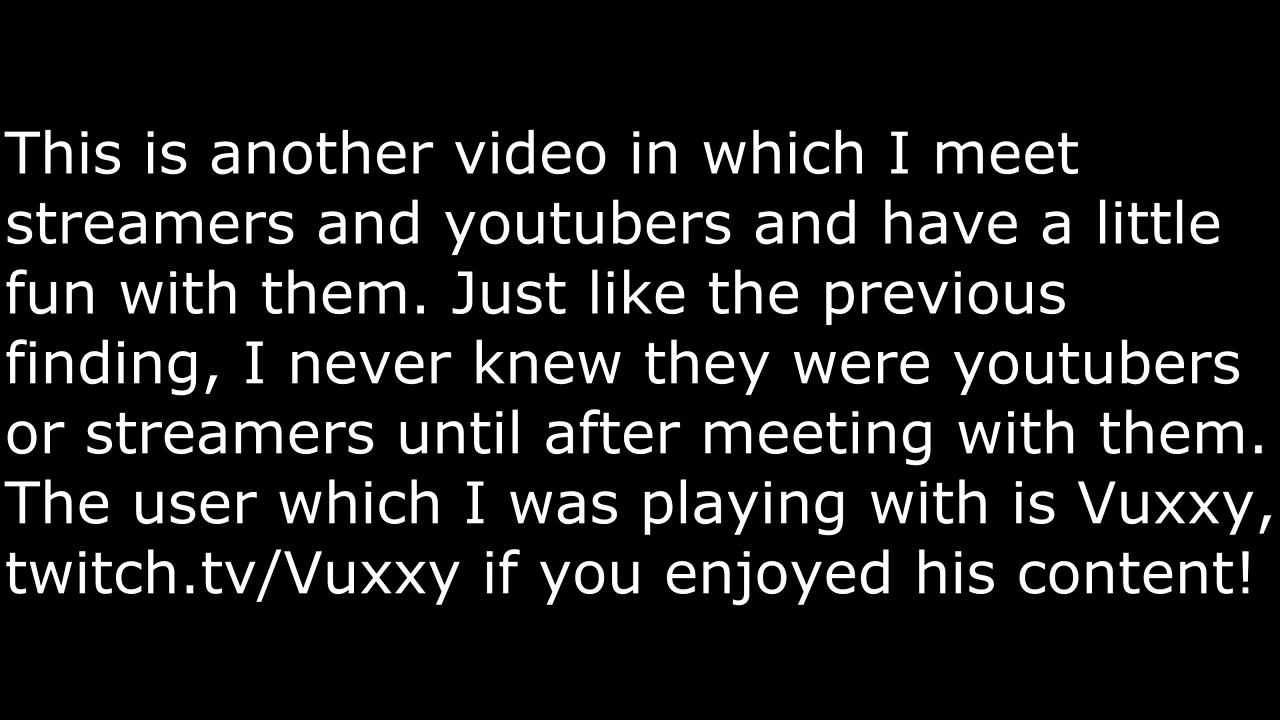 This is another video in which I meet
streamers and youtubers and have a little
fun with them. Just like the previous
finding, I never knew they were youtubers
or streamers until after meeting with them.
The user which I was playing with is Vuxxy,
twitch.tv/Vuxxy if you enjoyed his content!